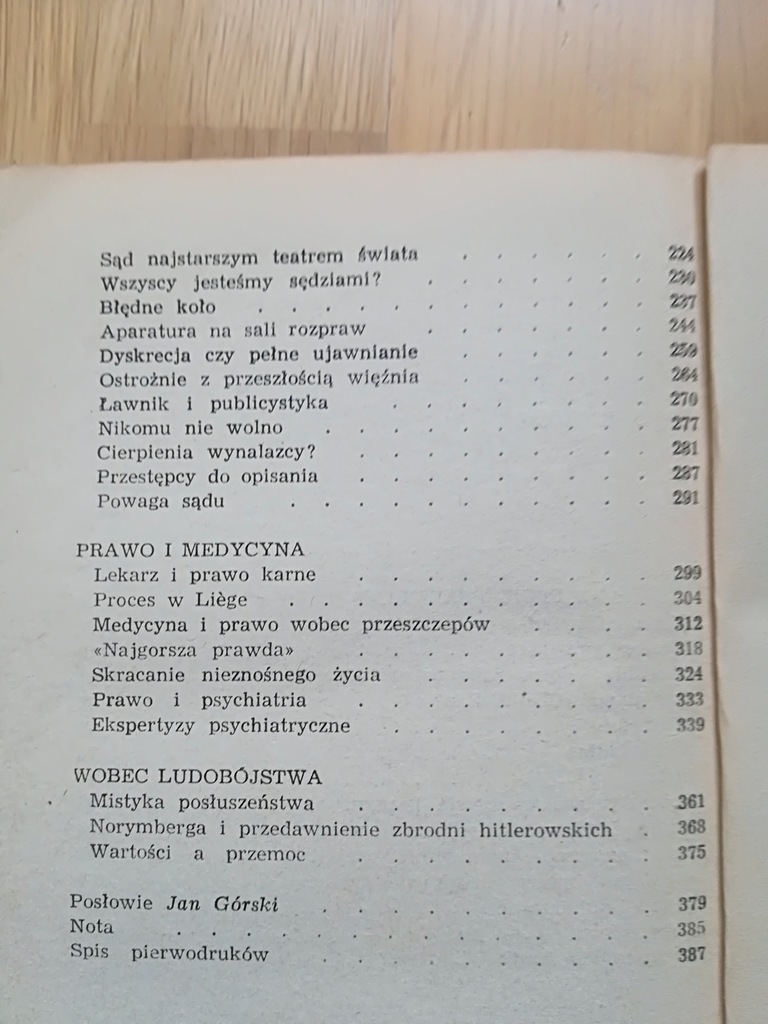 Sąd najstarszym teatrem świata . . . . . . 224
Wszyscy jesteśmy sędziami? . . . . . . . 230
Błędne koło . . . . . . . . . . . . 237
Aparatura na sali rozpraw . . . . . . . 244
Dyskrecja czy pełne ujawnianie . . . . . . 259
Ostrożnie z przeszłością więźnia . . . . . . 264
Ławnik i publicystyka . . . . . . . . 270
Nikomu nie wolno . . . . . . . . . . 277
Cierpienia wynalazcy? . . . . . . . . . 281
Przestępcy do opisania . . . . . . . . . 287
Powaga sądu . . . . . . . . . . . 291
PRAWO I MEDYCYNA
Lekarz i prawo karne . . . . . . . . . 299
Proces w Liège . . . . . . . . . . . 304
Medycyna i prawo wobec przeszczepów . . . . 312
«Najgorsza prawda» . . . . . . . . . 318
Skracanie nieznośnego życia . . . . . . . 324
Prawo i psychiatria . . . . . . . . . 333
Ekspertyzy psychiatryczne . . . . . . . . 339
WOBEC LUDOBÓJSTWA
Mistyka posłuszeństwa . . . . . . . . . 361
Norymberga i przedawnienie zbrodni hitlerowskich . 368
Wartości a przemoc . . . . . . . . . 375
Posłowie Jan Górski . . . . . . . . . . 379
Nota . . . . . . . . . . . . . . 385
Spis pierwodruków . . . . . . . . . . 387